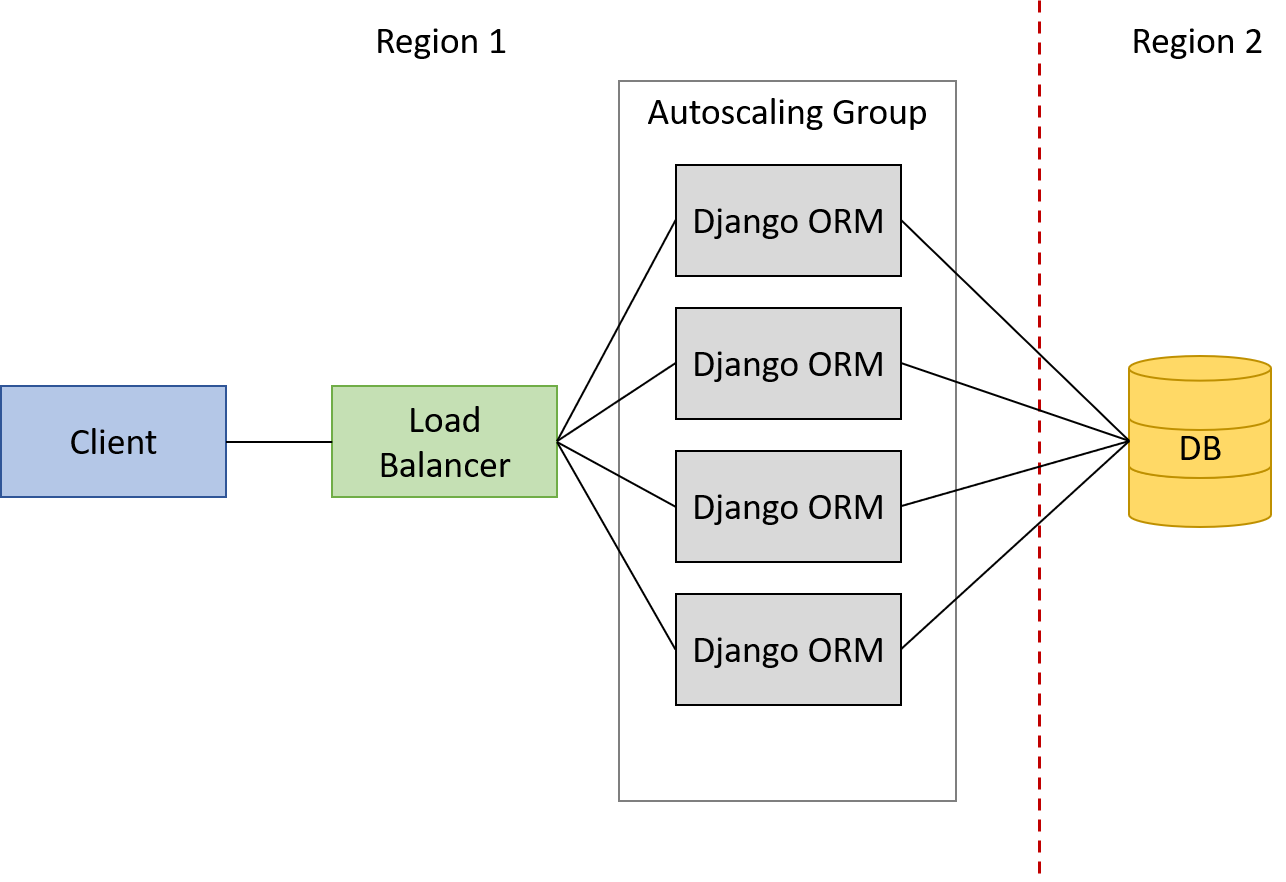 Region 1
Region 2
Autoscaling Group
Django ORM
Django ORM
Client
Load
Balancer
DB
Django ORM
Django ORM